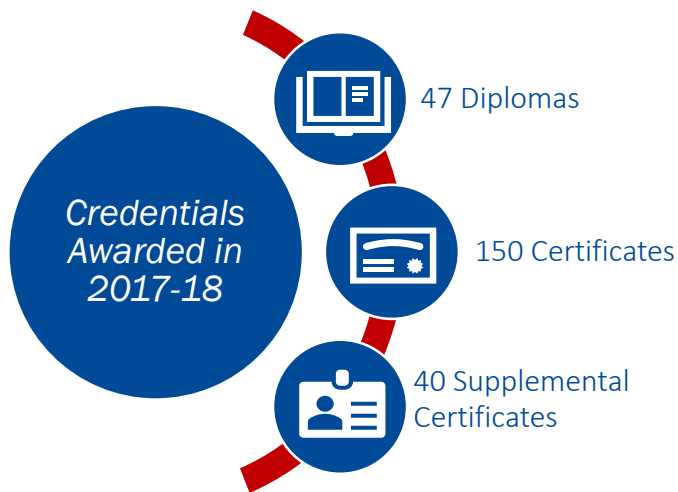 Credentials
Awarded in
2017-18
47 Diplomas
150 Certificates
40 Supplemental
Certificates